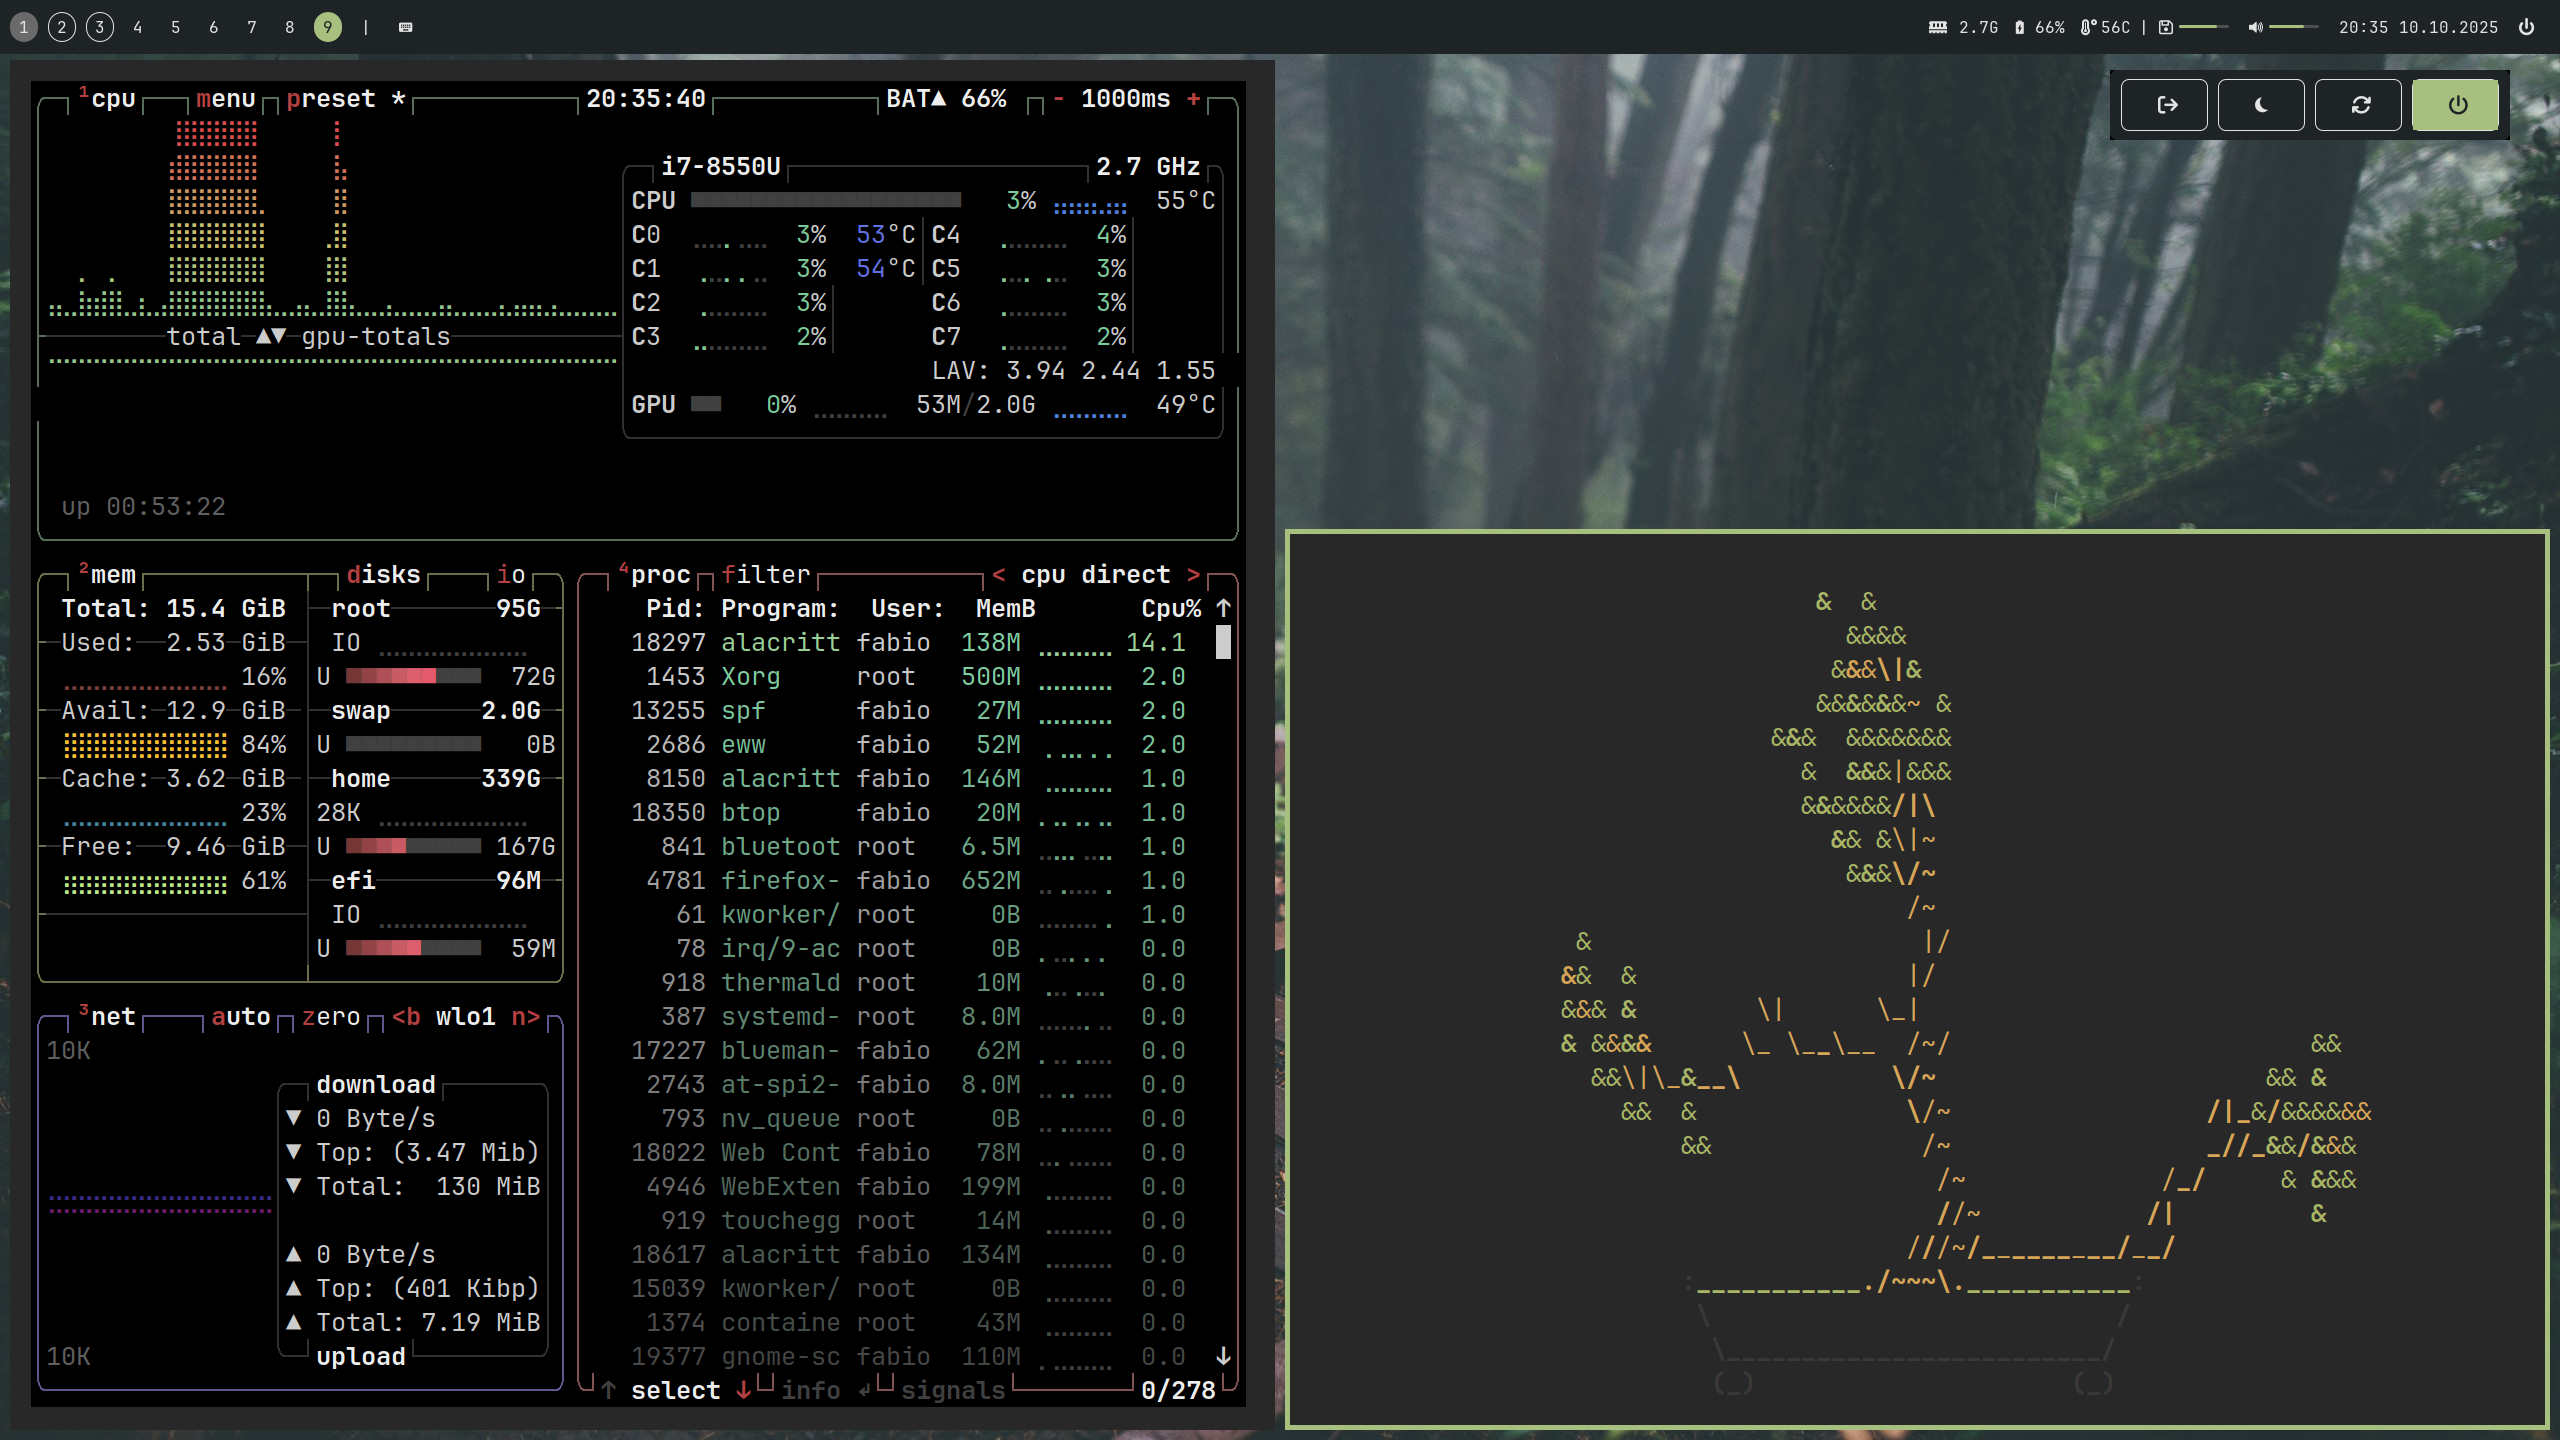 1 2 3 4 5 6 7 8 9 | 2.7G 66% 56C | 20:35 10.10.2025
1cpu menu preset * 20:35:40 BAT▲ 66% - 1000ms +
i7-8550U 2.7 GHz
CPU 3% 55°C
C0 3% 53°C C4 4%
C1 3% 54°C C5 3%
C2 3% C6 3%
C3 2% C7 2%
total ▲▼ gpu-totals
LAV: 3.94 2.44 1.55
GPU 0% 53M/2.0G 49°C
up 00:53:22
2mem disks io
Total: 15.4 GiB
Used: 2.53 GiB
16%
Avail: 12.9 GiB
84%
Cache: 3.62 GiB
23%
Free: 9.46 GiB
61%
root 95G
IO
U 72G
swap 2.0G
U 0B
home 339G
28K
U 167G
efi 96M
IO
U 59M
3net auto zero <b wlo1 n>
10K
download
▼ 0 Byte/s
▼ Top: (3.47 Mib)
▼ Total: 130 MiB
▲ 0 Byte/s
▲ Top: (401 Kibp)
▲ Total: 7.19 MiB
upload
10K
4proc filter < cpu direct >
Pid: Program: User: MemB Cpu% ↑
18297 alacritt fabio 138M 14.1
1453 Xorg root 500M 2.0
13255 spf fabio 27M 2.0
2686 eww fabio 52M 2.0
8150 alacritt fabio 146M 1.0
18350 btop fabio 20M 1.0
841 bluetoot root 6.5M 1.0
4781 firefox- fabio 652M 1.0
61 kworker/ root 0B 1.0
78 irq/9-ac root 0B 0.0
918 thermald root 10M 0.0
387 systemd- root 8.0M 0.0
17227 blueman- fabio 62M 0.0
2743 at-spi2- fabio 8.0M 0.0
793 nv_queue root 0B 0.0
18022 Web Cont fabio 78M 0.0
4946 WebExten fabio 199M 0.0
919 touchegg root 14M 0.0
18617 alacritt fabio 134M 0.0
15039 kworker/ root 0B 0.0
1374 containe root 43M 0.0
19377 gnome-sc fabio 110M 0.0 ↓
↑ select ↓ info ↲ signals 0/278
& &
&&&&
&&&\|&
&&&&&&~ &
&&& &&&&&&&
& &&&|&&&
&&&&&&/|\
&& &\|~
&&&\/~
/~
& |/
&& & |/
&&& & \| \_|
& &&&& \_ \__\__ /~/ &&
&&\|\_&__\ \/~ && &
&& & \/~ /|_&/&&&&&&
&& /~ _//_&&/&&&
/~ /_/ & &&&
//~ /| &
///~/_________/__/
:___________./~~~\.___________:
\ /
\_________________________/
(_) (_)